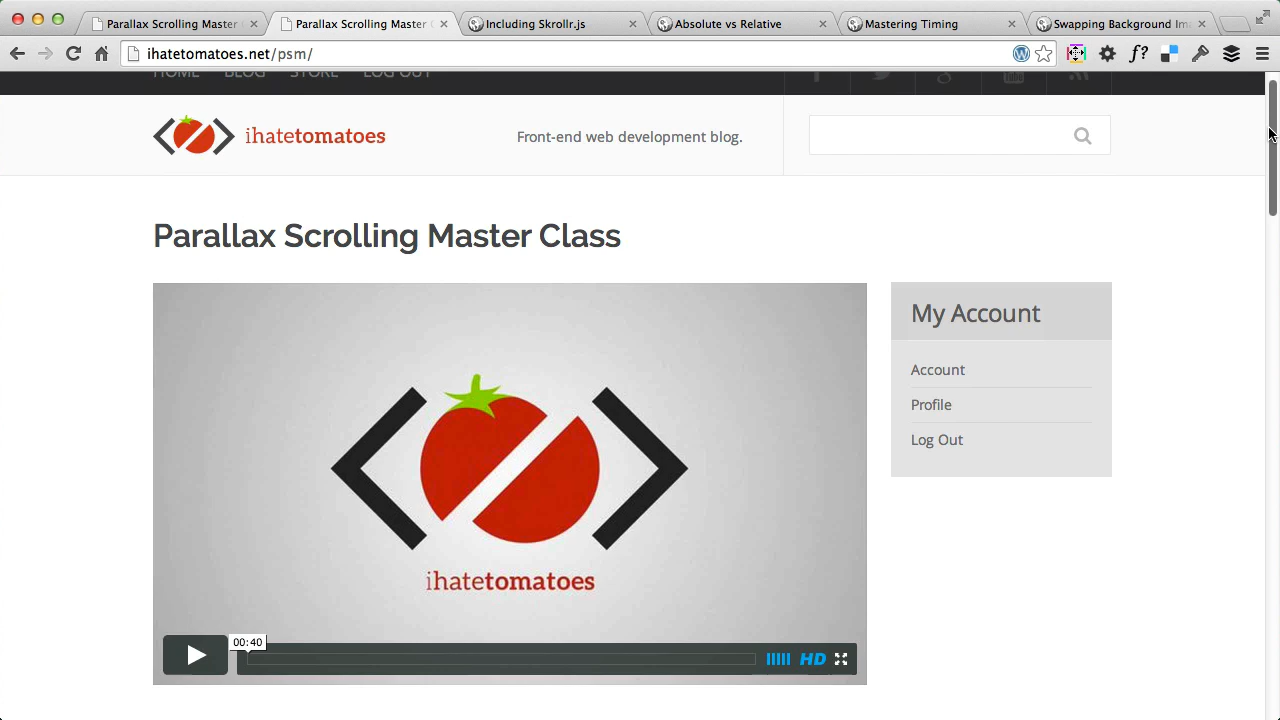 Parallax Scrolling Master
Parallax Scrolling Master C
Including Skrollr.js
Absolute vs Relative
Mastering Timing
Swapping Background Im
ihatetomatoes.net/psm/
f?
HOME BLOG STORE LOG OUT
ihatetomatoes
Front-end web development blog.
Parallax Scrolling Master Class
My Account
Account
Profile
Log Out
ihatetomatoes
00:40
HD